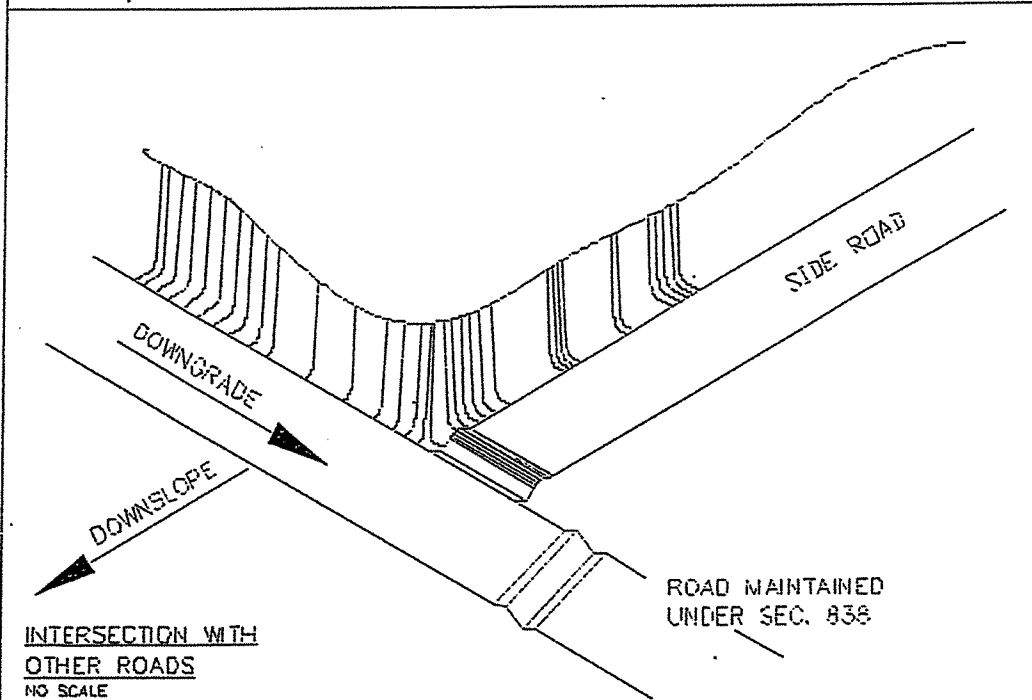 SIDE ROAD
DOWNGRADE
DOWNSLOPE
ROAD MAINTAINED
UNDER SEC. 838
INTERSECTION WITH
OTHER ROADS
NO SCALE